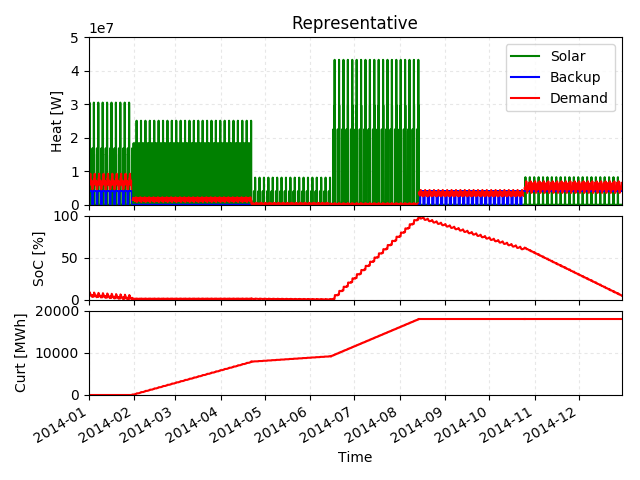 Representative
1e7
5
4
3
2
1
0
Heat [W]
Solar
Backup
Demand
100
50
0
SoC [%]
20000
10000
0
Curt [MWh]
2014-01
2014-02
2014-03
2014-04
2014-05
2014-06
2014-07
2014-08
2014-09
2014-10
2014-11
2014-12
Time